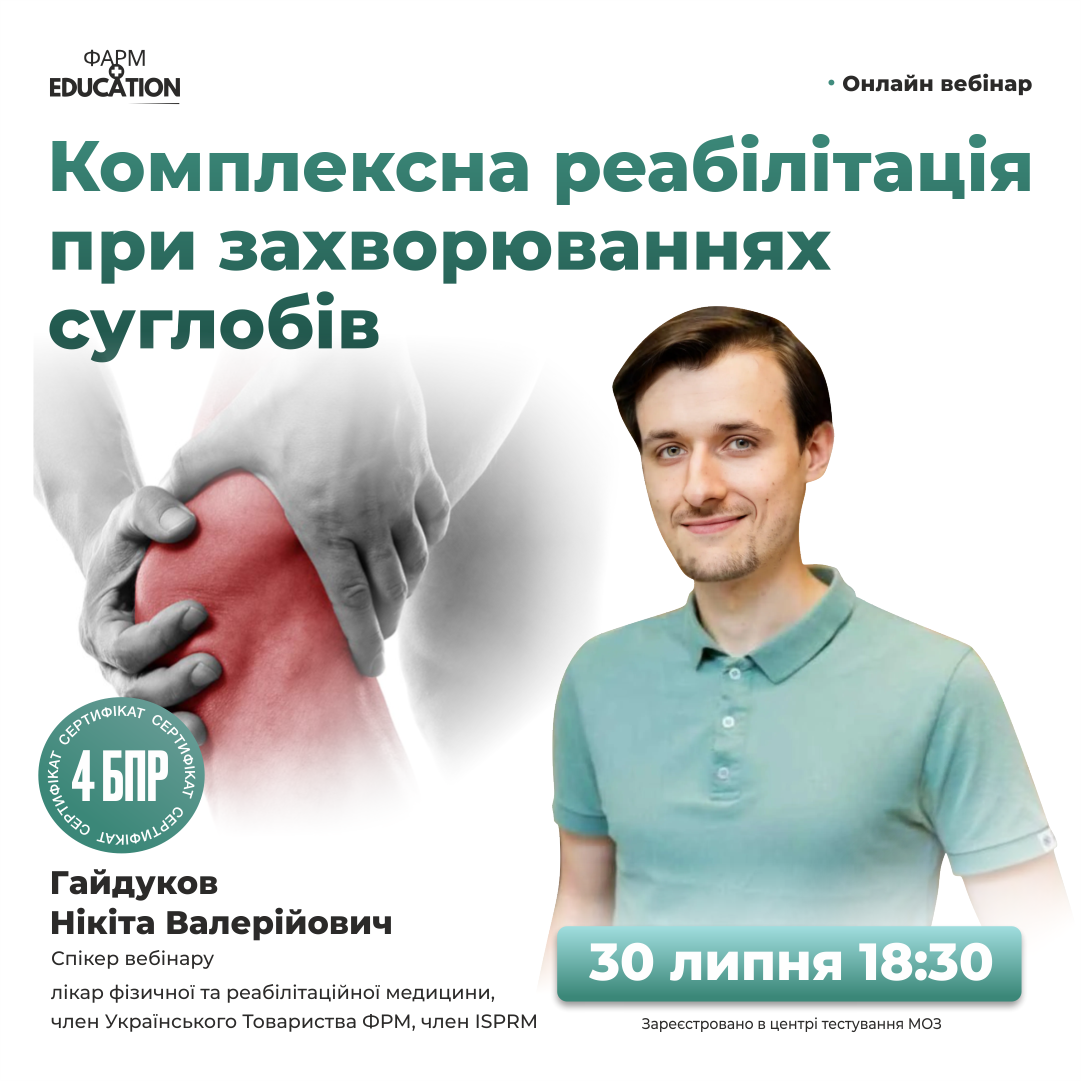 ФАРМ
EDUCATION
• Онлайн вебінар
Комплексна реабілітація
при захворюваннях
суглобів
СЕРТИФІКАТ СЕРТИФІКАТ СЕРТИФІКАТ СЕРТИФІКАТ
4 БПР
Гайдуков
Нікіта Валерійович
Спікер вебінару
лікар фізичної та реабілітаційної медицини,
член Українського Товариства ФРМ, член ISPRM
30 липня 18:30
Зареєстровано в центрі тестування МОЗ